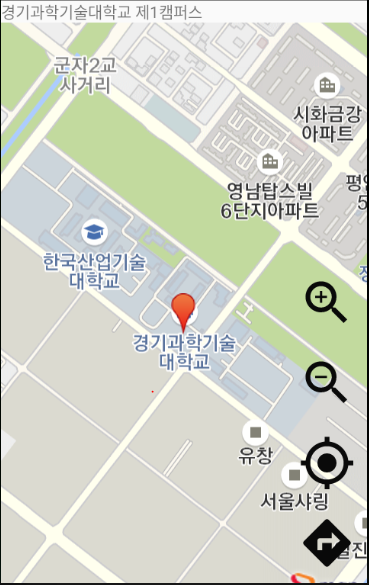 경기과학기술대학교 제1캠퍼스
군자2교
사거리
시화금강
아파트
영남탑스빌
6단지아파트
평
5
한국산업기술
대학교
경기과학기술
대학교
유창
서울샤링